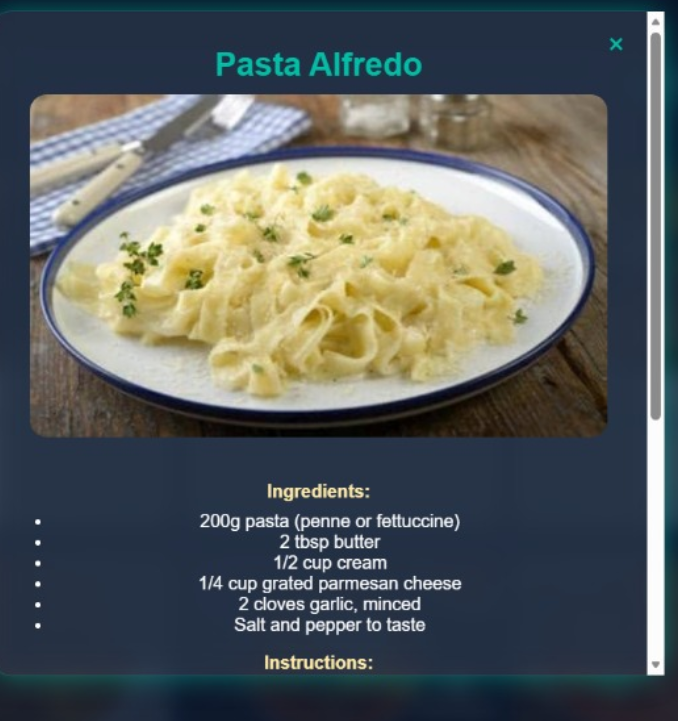 ×
Pasta Alfredo
Ingredients:
• 200g pasta (penne or fettuccine)
• 2 tbsp butter
• 1/2 cup cream
• 1/4 cup grated parmesan cheese
• 2 cloves garlic, minced
• Salt and pepper to taste
Instructions: